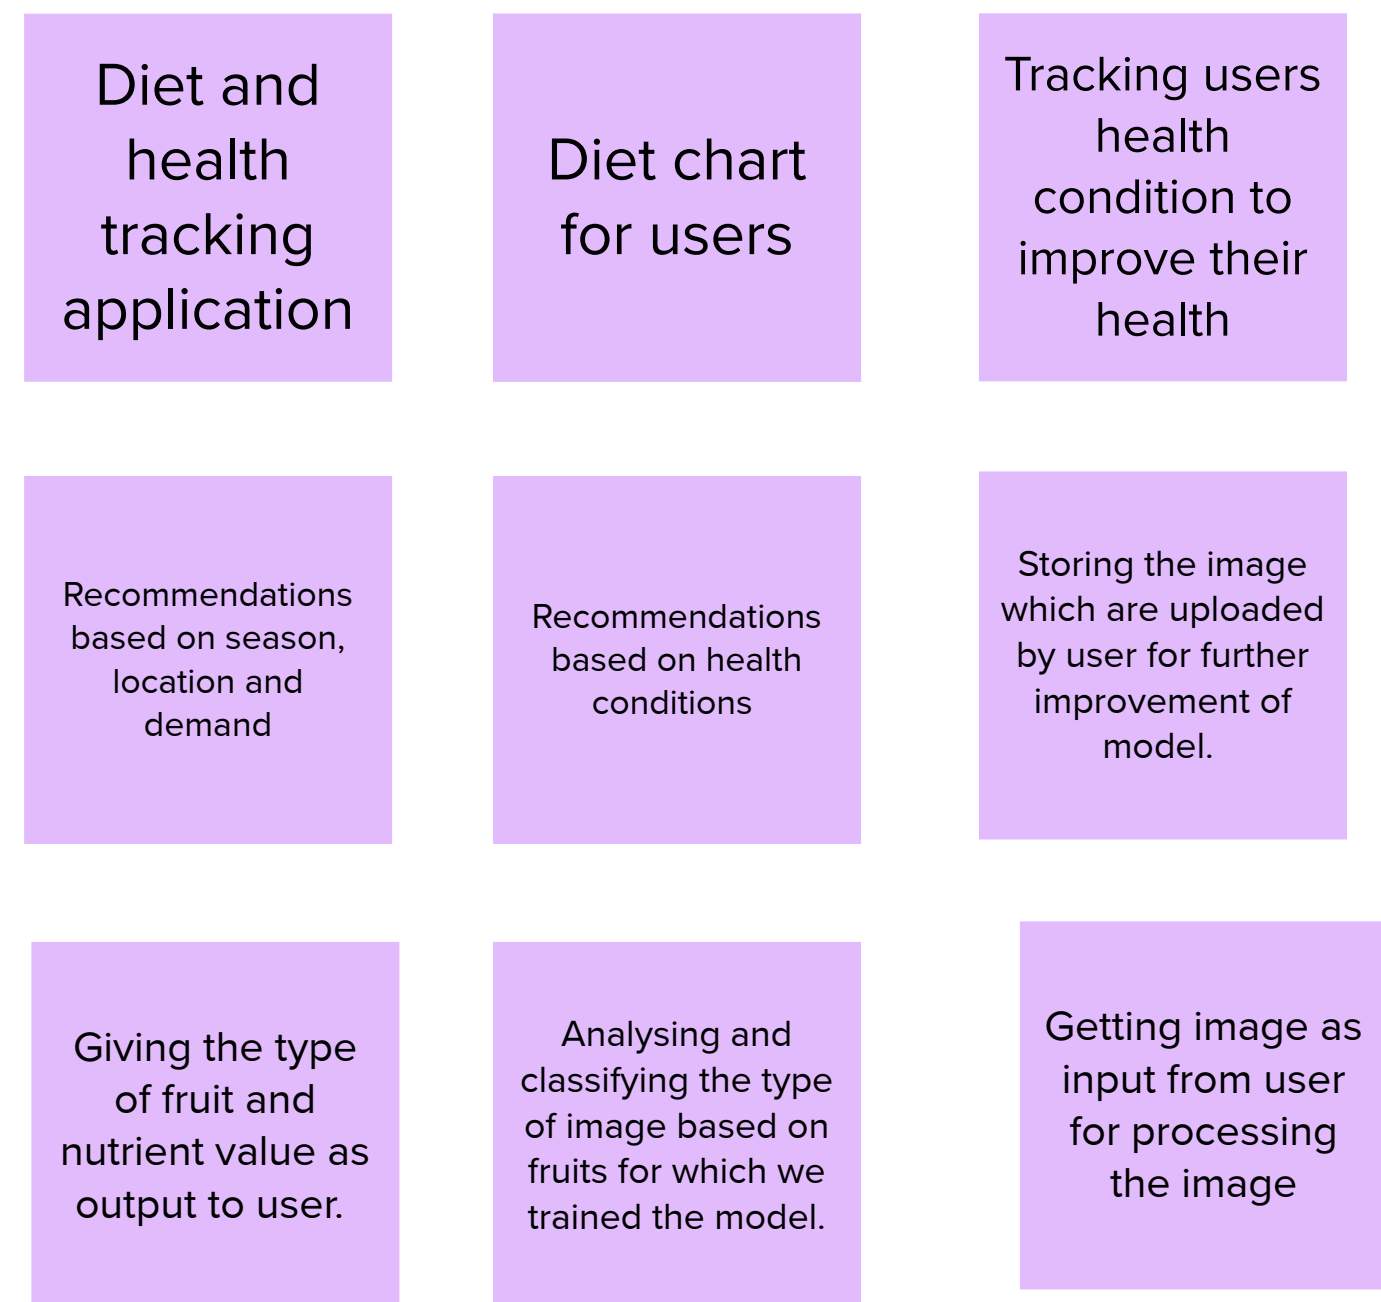 Diet and
health
tracking
application
Diet chart
for users
Tracking users
health
condition to
improve their
health
Recommendations
based on season,
location and
demand
Recommendations
based on health
conditions
Storing the image
which are uploaded
by user for further
improvement of
model.
Giving the type
of fruit and
nutrient value as
output to user.
Analysing and
classifying the type
of image based on
fruits for which we
trained the model.
Getting image as
input from user
for processing
the image